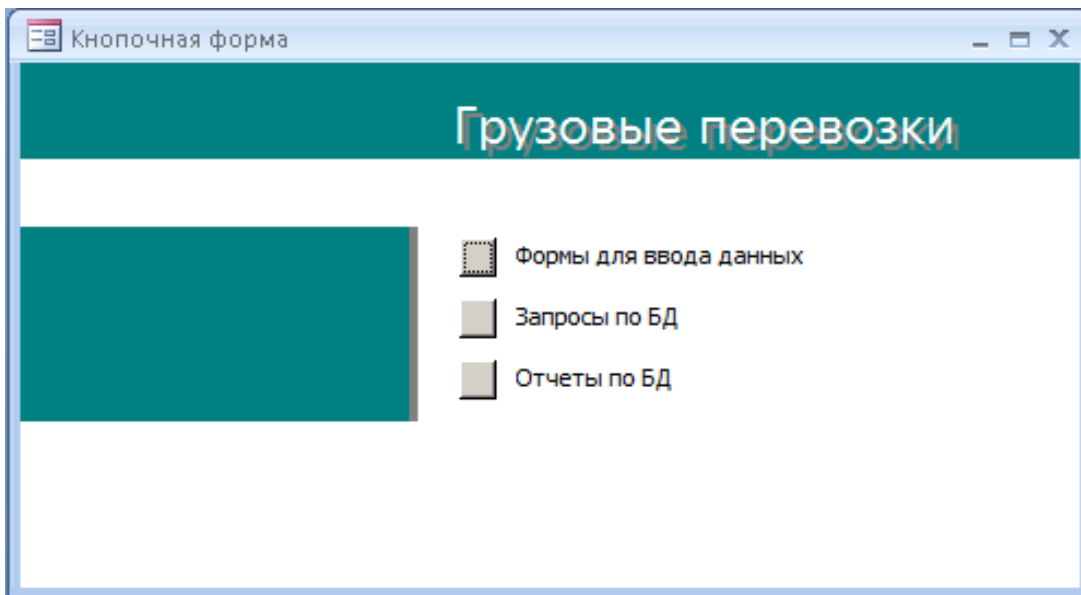 Кнопочная форма
Грузовые перевозки
Формы для ввода данных
Запросы по БД
Отчеты по БД